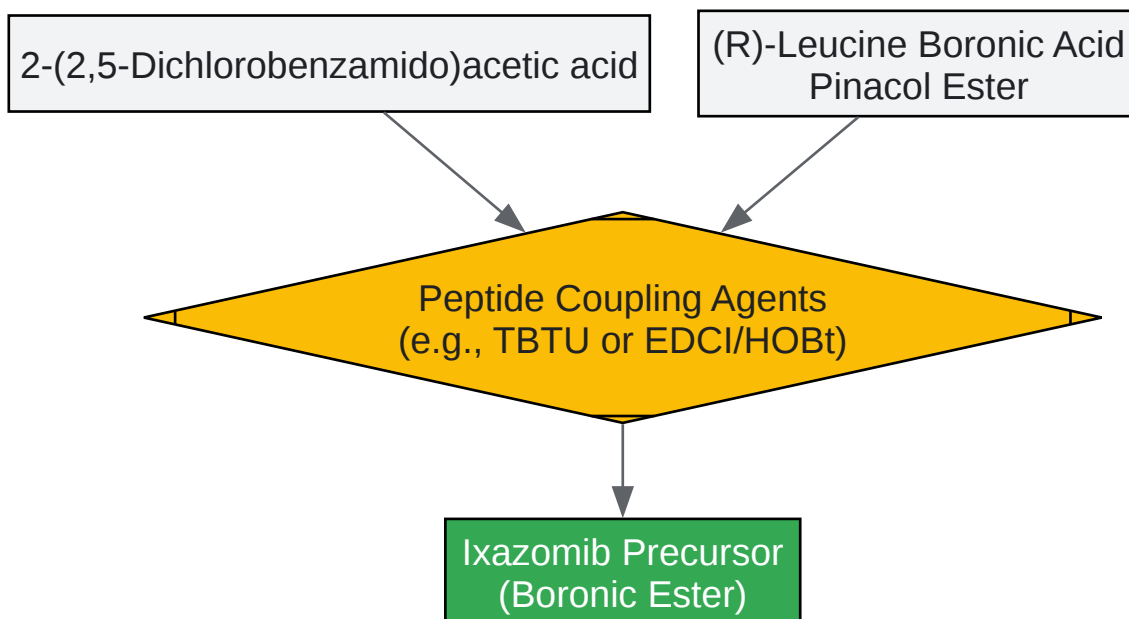 2-(2,5-Dichlorobenzamido)acetic acid
(R)-Leucine Boronic Acid
Pinacol Ester
Peptide Coupling Agents
(e.g., TBTU or EDCI/HOBt)
Ixazomib Precursor
(Boronic Ester)